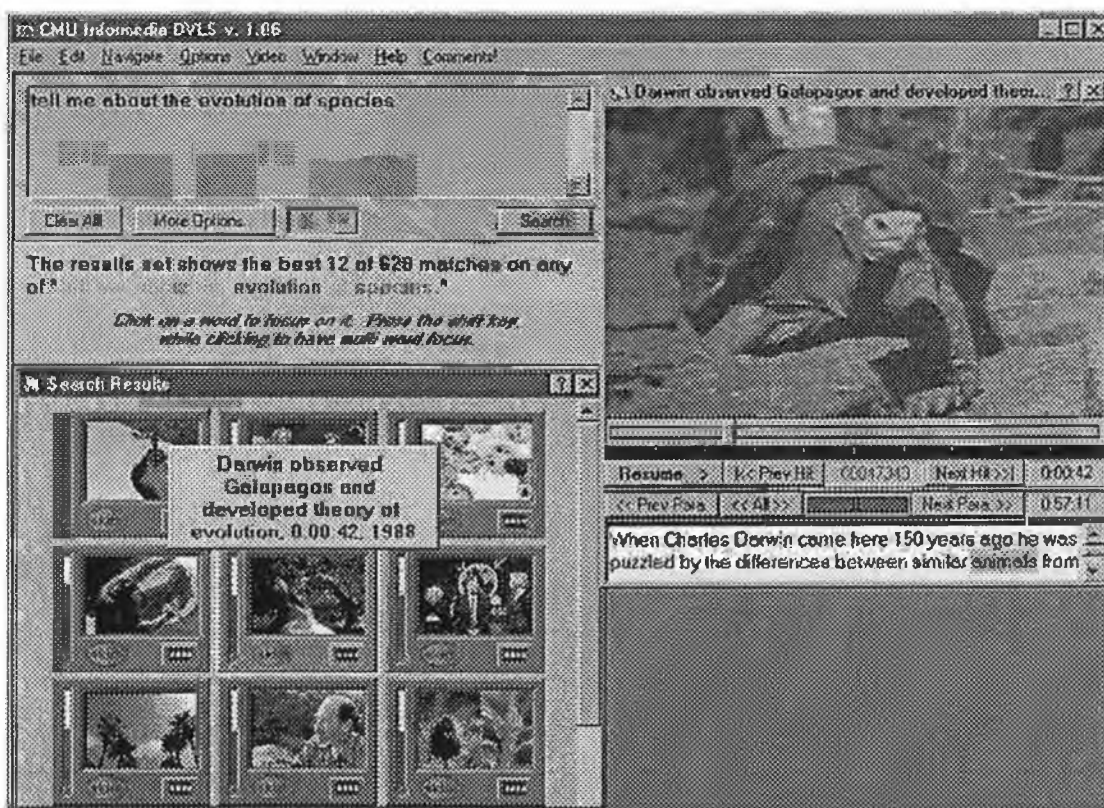 CMU Informedia DVLS v. 1.06
File Edit Navigate Options Video Window Help Comments!
tell me about the evolution of species
Clear All More Options Search
The results set shows the best 12 of 628 matches on any
of " evolution of species."
Click on a word to focus on it. Press the shift key
while clicking to have multi word focus.
Search Results ? X
Darwin observed
Galapagos and
developed theory of
evolution, 0:00:42, 1988
Darwin observed Galapagos and developed theor... ? X
Resume > |<< Prev Hit 00017343 Next Hit >>| 0:00:42
<< Prev Para << All >> Next Para >> 0:57:11
When Charles Darwin came here 150 years ago he was
puzzled by the differences between similar animals from